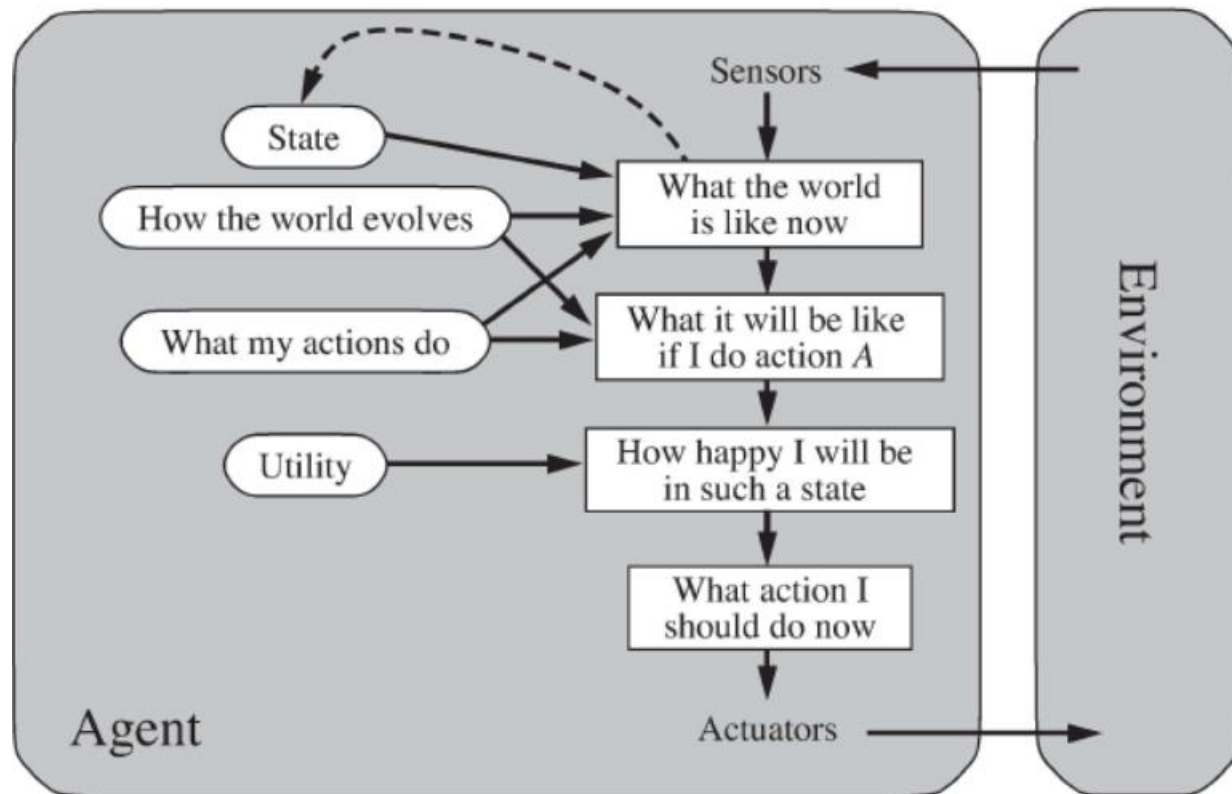 Sensors
State
What the world
is like now
How the world evolves
What it will be like
if I do action A
What my actions do
How happy I will be
in such a state
Utility
What action I
should do now
Actuators
Agent
Environment